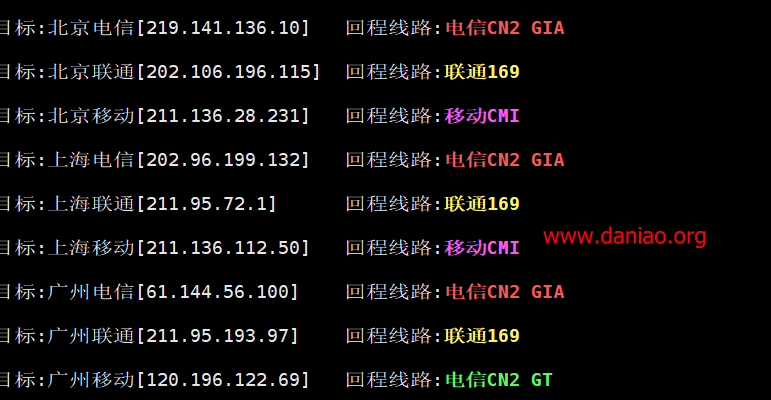 目标:北京电信[219.141.136.10] 回程线路:电信CN2 GIA
目标:北京联通[202.106.196.115] 回程线路:联通169
目标:北京移动[211.136.28.231] 回程线路:移动CMI
目标:上海电信[202.96.199.132] 回程线路:电信CN2 GIA
目标:上海联通[211.95.72.1] 回程线路:联通169
www.daniao.org
目标:上海移动[211.136.112.50] 回程线路:移动CMI
目标:广州电信[61.144.56.100] 回程线路:电信CN2 GIA
目标:广州联通[211.95.193.97] 回程线路:联通169
目标:广州移动[120.196.122.69] 回程线路:电信CN2 GT